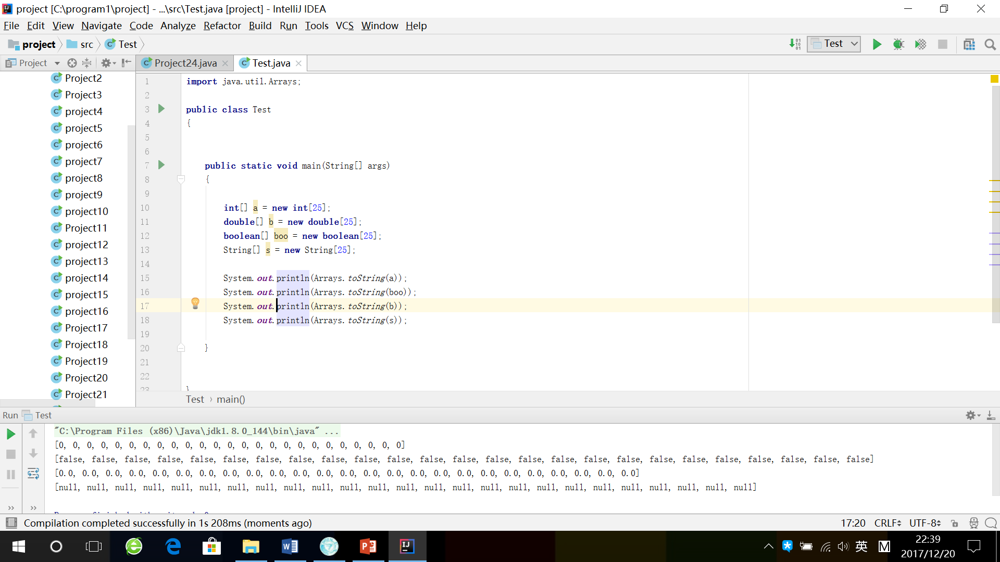 project [C:\program1\project] - ...\src\Test.java [project] - IntelliJ IDEA
File Edit View Navigate Code Analyze Refactor Build Run Tools VCS Window Help
project src Test
Test
Project
Project24.java Test.java
Project2
Project3
project4
project5
project6
project7
project8
project9
project10
Project11
project12
project13
project14
project15
project16
Project17
Project18
Project19
Project20
Project21
1 import java.util.Arrays;
2
3 public class Test
4 {
5
6
7 public static void main(String[] args)
8 {
9
10 int[] a = new int[25];
11 double[] b = new double[25];
12 boolean[] boo = new boolean[25];
13 String[] s = new String[25];
14
15 System.out.println(Arrays.toString(a));
16 System.out.println(Arrays.toString(boo));
17 System.out.println(Arrays.toString(b));
18 System.out.println(Arrays.toString(s));
19
20 }
21
22
23 }
Test › main()
Run Test
"C:\Program Files (x86)\Java\jdk1.8.0_144\bin\java" ...
[0, 0, 0, 0, 0, 0, 0, 0, 0, 0, 0, 0, 0, 0, 0, 0, 0, 0, 0, 0, 0, 0, 0, 0, 0]
[false, false, false, false, false, false, false, false, false, false, false, false, false, false, false, false, false, false, false, false, false, false, false, false, false]
[0.0, 0.0, 0.0, 0.0, 0.0, 0.0, 0.0, 0.0, 0.0, 0.0, 0.0, 0.0, 0.0, 0.0, 0.0, 0.0, 0.0, 0.0, 0.0, 0.0, 0.0, 0.0, 0.0, 0.0, 0.0]
[null, null, null, null, null, null, null, null, null, null, null, null, null, null, null, null, null, null, null, null, null, null, null, null, null]
Compilation completed successfully in 1s 208ms (moments ago)
17:20 CRLF UTF-8
英
22:39
2017/12/20